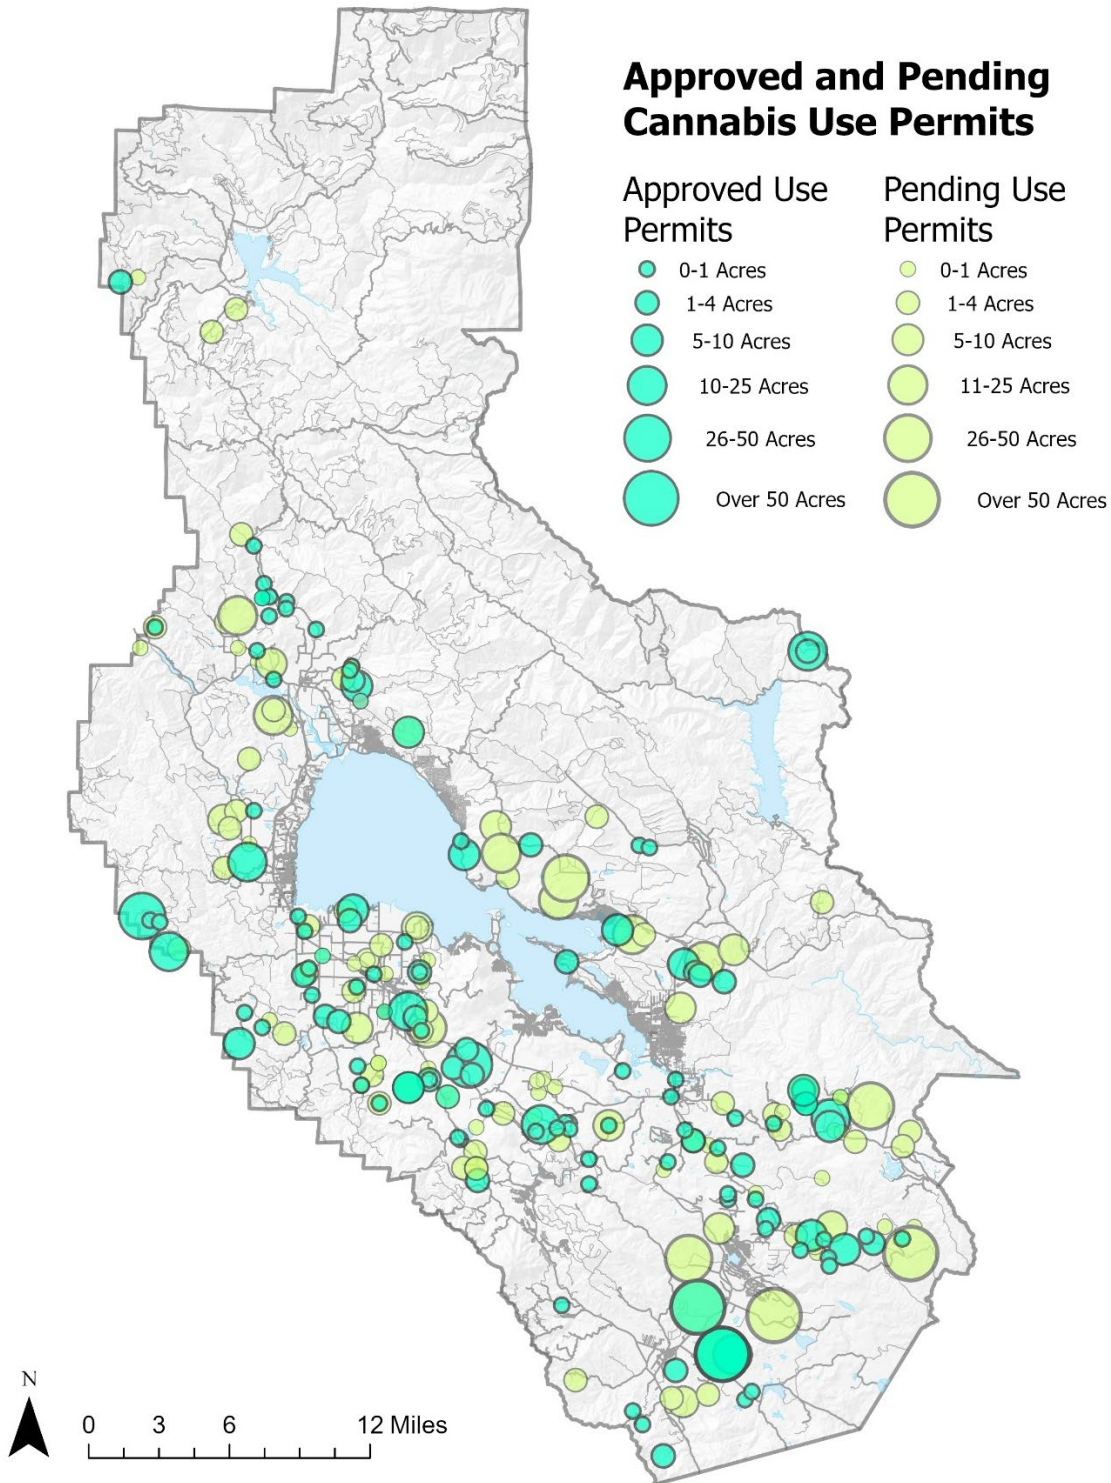 Approved and Pending
Cannabis Use Permits
Approved Use
Permits
0-1 Acres
1-4 Acres
5-10 Acres
10-25 Acres
26-50 Acres
Over 50 Acres
Pending Use
Permits
0-1 Acres
1-4 Acres
5-10 Acres
11-25 Acres
26-50 Acres
Over 50 Acres
N
0 3 6 12 Miles